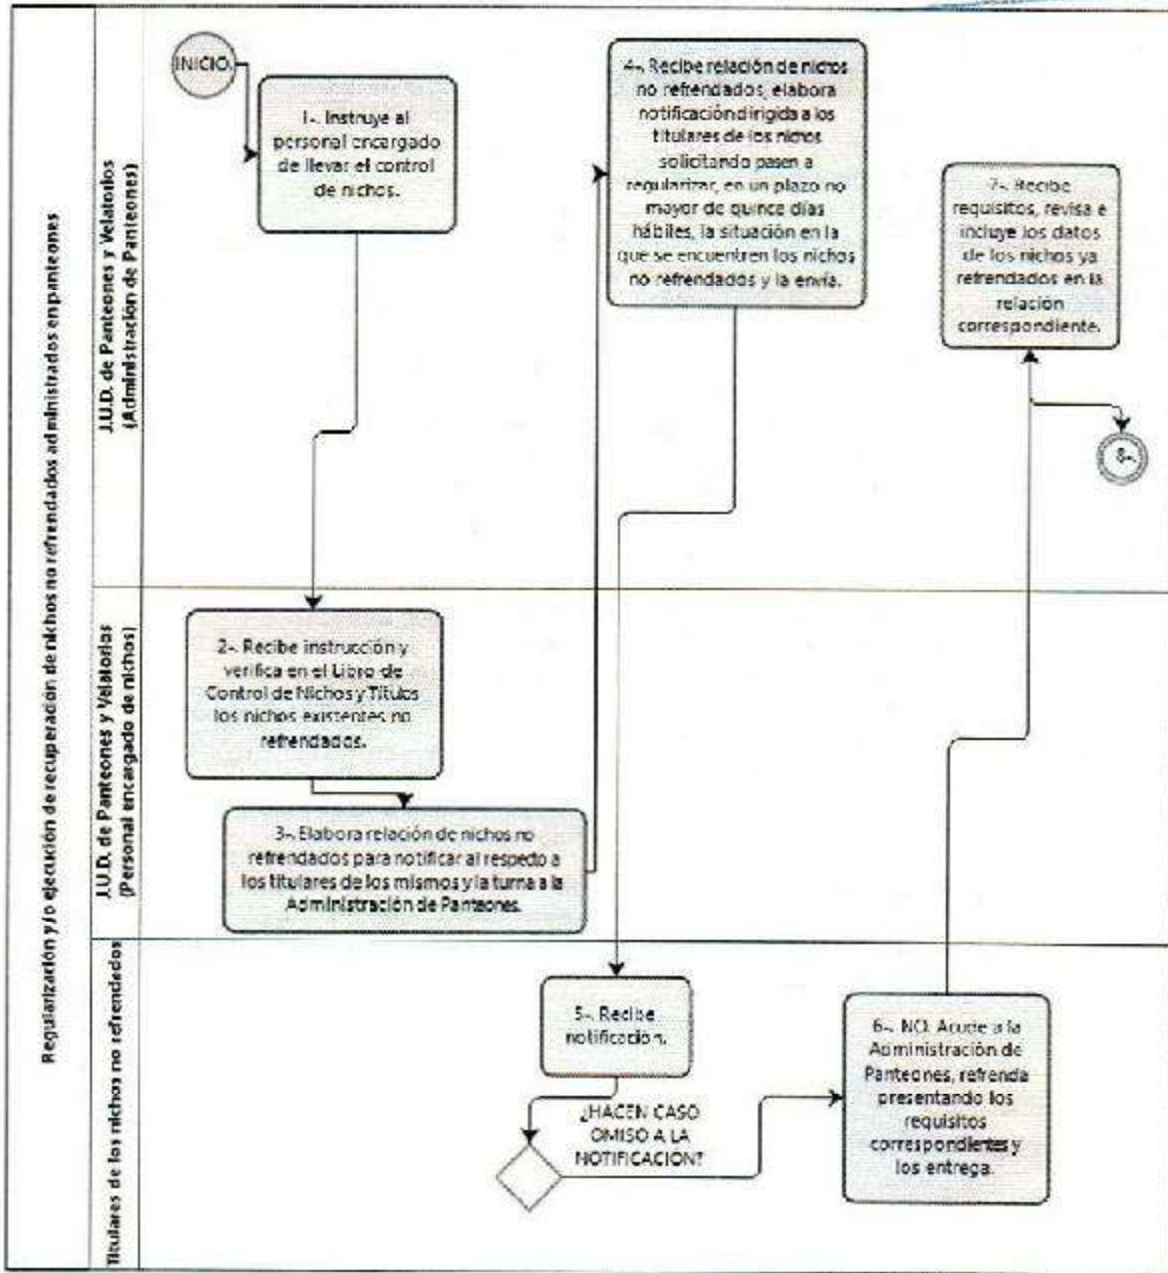 Regularización y/o ejecución de recuperación de nichos no refrendados administrados en panteones
J.U.D. de Panteones y Velatorios
(Administración de Panteones)
INICIO.
1-. Instruye al
personal encargado
de llevar el control
de nichos.
4-. Recibe relación de nichos
no refrendados, elabora
notificación dirigida a los
titulares de los nichos
solicitando pasen a
regularizar, en un plazo no
mayor de quince días
hábiles, la situación en la
que se encuentren los nichos
no refrendados y la envía.
7-. Recibe
requisitos, revisa e
incluye los datos
de los nichos ya
refrendados en la
relación
correspondiente.
8-.
J.U.D. de Panteones y Velatorios
(Personal encargado de nichos)
2-. Recibe instrucción y
verifica en el Libro de
Control de Nichos y Títulos
los nichos existentes no
refrendados.
3-. Elabora relación de nichos no
refrendados para notificar al respecto a
los titulares de los mismos y la turna a la
Administración de Panteones.
Titulares de los nichos no refrendados
5-. Recibe
notificación.
¿HACEN CASO
OMISO A LA
NOTIFICACIÓN?
6-. NO. Acude a la
Administración de
Panteones, refrenda
presentando los
requisitos
correspondientes y
los entrega.